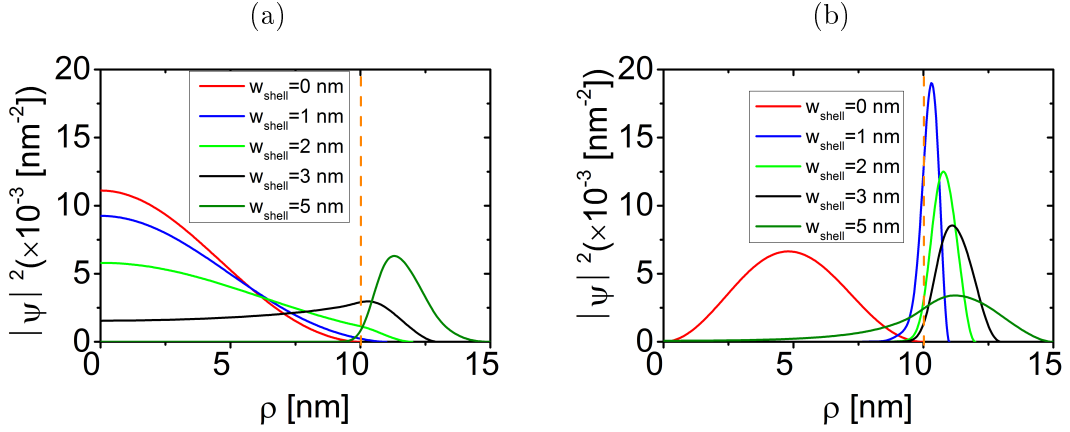 (a)
20
15
10
5
0
|ψ| ²(×10⁻³ [nm⁻²])
w_shell=0 nm
w_shell=1 nm
w_shell=2 nm
w_shell=3 nm
w_shell=5 nm
0 5 10 15
ρ [nm]
(b)
20
15
10
5
0
|ψ| ²(×10⁻³ [nm⁻²])
w_shell=0 nm
w_shell=1 nm
w_shell=2 nm
w_shell=3 nm
w_shell=5 nm
0 5 10 15
ρ [nm]